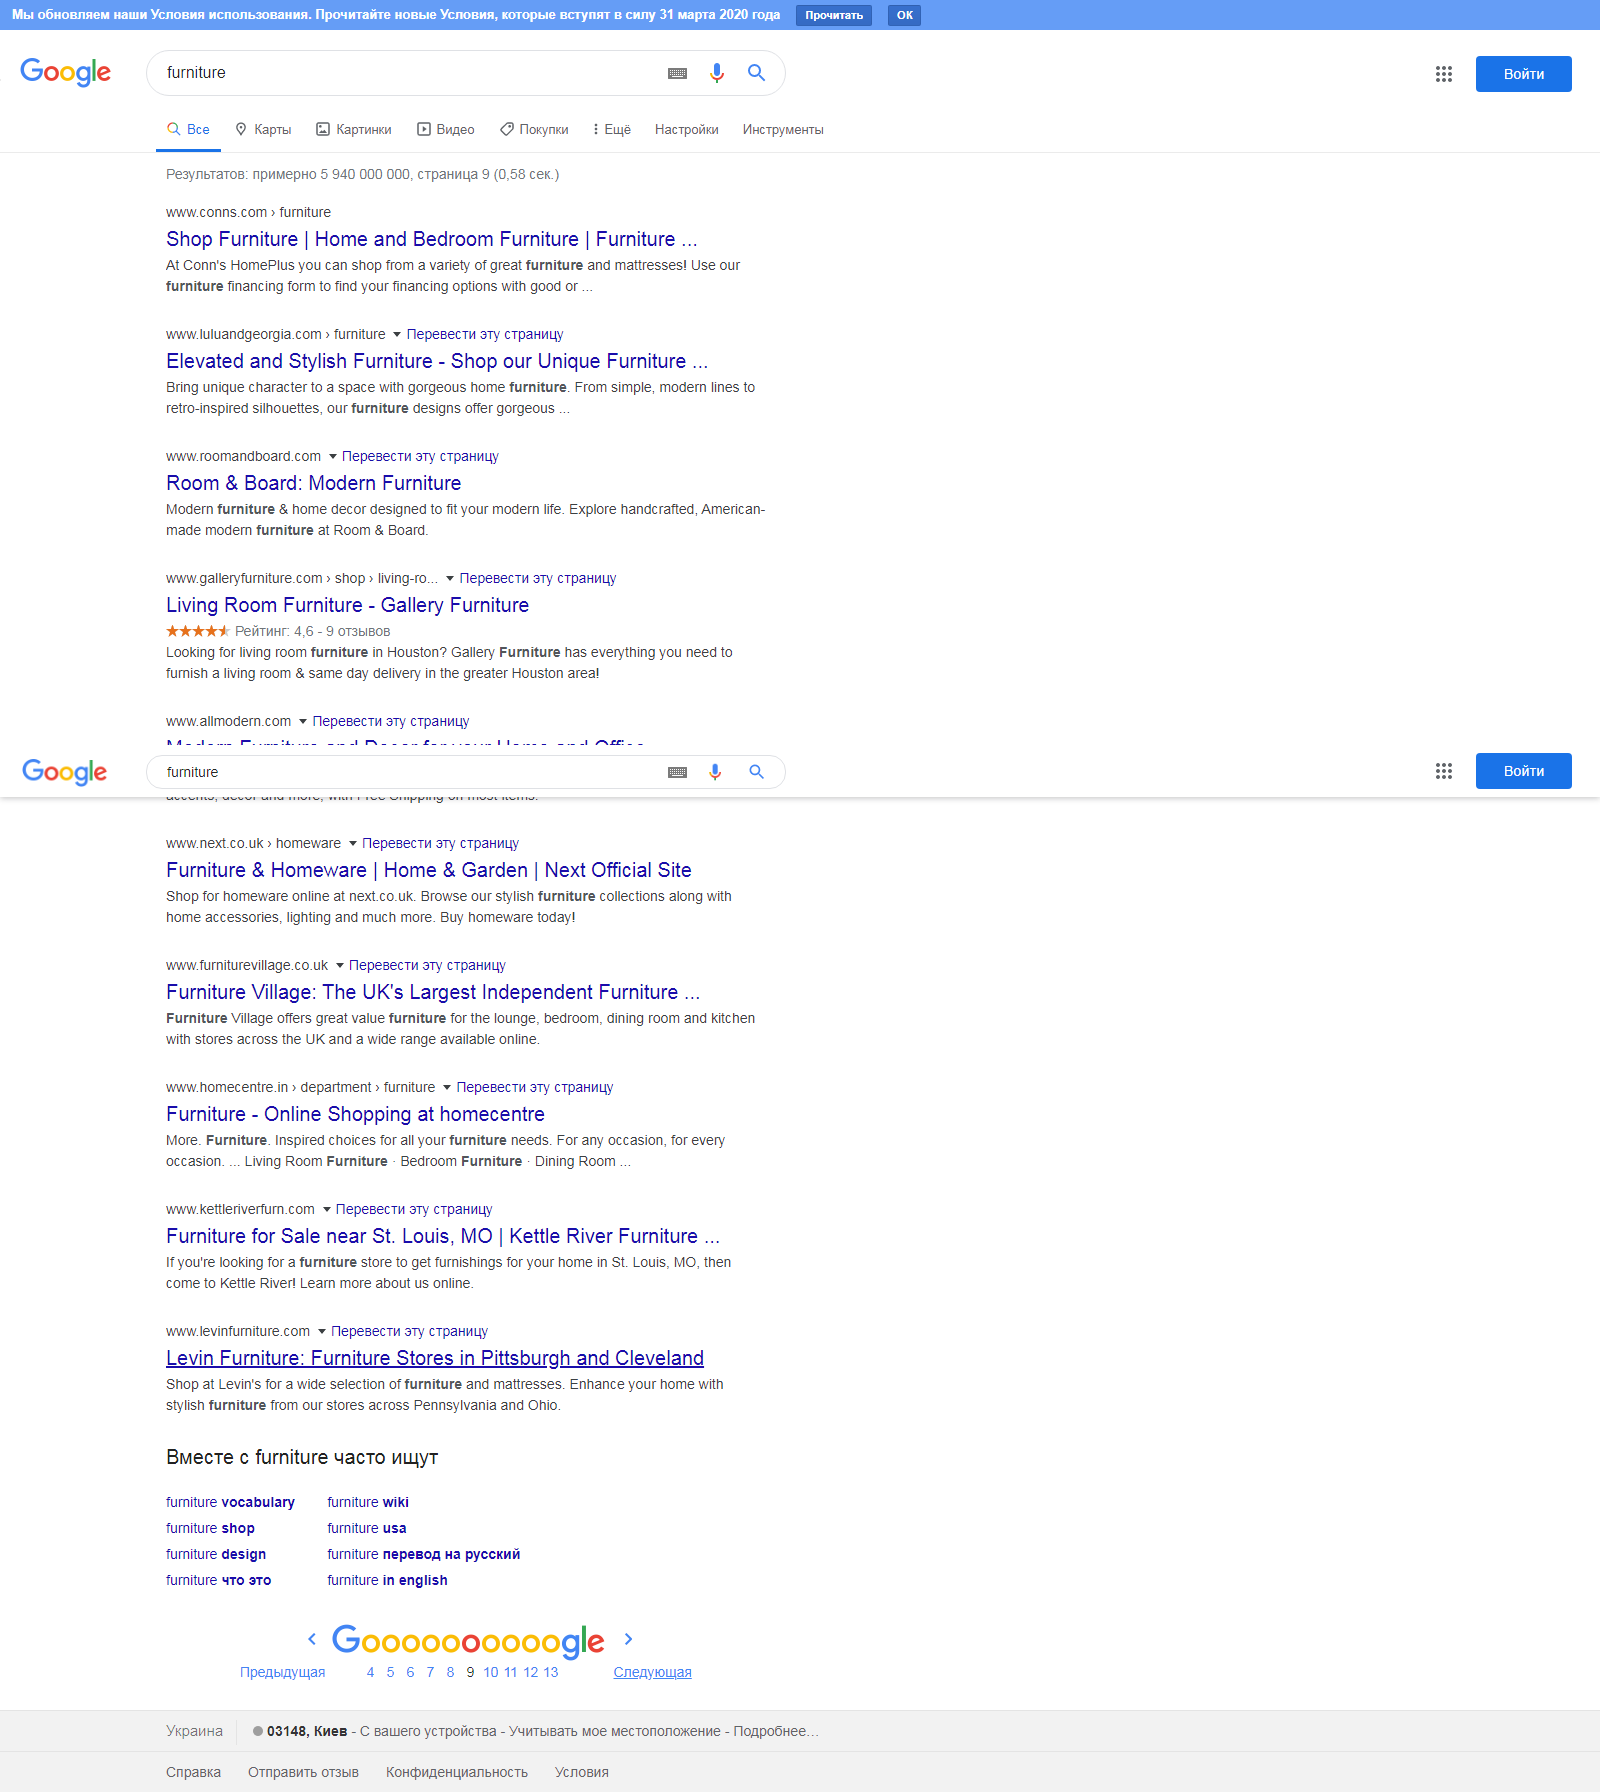 Мы обновляем наши Условия использования. Прочитайте новые Условия, которые вступят в силу 31 марта 2020 года Прочитать ОК
Google furniture Войти
Все Карты Картинки Видео Покупки Ещё Настройки Инструменты
Результатов: примерно 5 940 000 000, страница 9 (0,58 сек.)
www.conns.com › furniture
Shop Furniture | Home and Bedroom Furniture | Furniture ...
At Conn's HomePlus you can shop from a variety of great furniture and mattresses! Use our
furniture financing form to find your financing options with good or ...
www.luluandgeorgia.com › furniture Перевести эту страницу
Elevated and Stylish Furniture - Shop our Unique Furniture ...
Bring unique character to a space with gorgeous home furniture. From simple, modern lines to
retro-inspired silhouettes, our furniture designs offer gorgeous ...
www.roomandboard.com Перевести эту страницу
Room & Board: Modern Furniture
Modern furniture & home decor designed to fit your modern life. Explore handcrafted, American-
made modern furniture at Room & Board.
www.galleryfurniture.com › shop › living-ro... Перевести эту страницу
Living Room Furniture - Gallery Furniture
Рейтинг: 4,6 - 9 отзывов
Looking for living room furniture in Houston? Gallery Furniture has everything you need to
furnish a living room & same day delivery in the greater Houston area!
www.allmodern.com Перевести эту страницу
Modern Furniture and Decor for your Home and Office
Google furniture Войти
accents, decor and more, with Free Shipping on most items.
www.next.co.uk › homeware Перевести эту страницу
Furniture & Homeware | Home & Garden | Next Official Site
Shop for homeware online at next.co.uk. Browse our stylish furniture collections along with
home accessories, lighting and much more. Buy homeware today!
www.furniturevillage.co.uk Перевести эту страницу
Furniture Village: The UK's Largest Independent Furniture ...
Furniture Village offers great value furniture for the lounge, bedroom, dining room and kitchen
with stores across the UK and a wide range available online.
www.homecentre.in › department › furniture Перевести эту страницу
Furniture - Online Shopping at homecentre
More. Furniture. Inspired choices for all your furniture needs. For any occasion, for every
occasion. ... Living Room Furniture · Bedroom Furniture · Dining Room ...
www.kettleriverfurn.com Перевести эту страницу
Furniture for Sale near St. Louis, MO | Kettle River Furniture ...
If you're looking for a furniture store to get furnishings for your home in St. Louis, MO, then
come to Kettle River! Learn more about us online.
www.levinfurniture.com Перевести эту страницу
Levin Furniture: Furniture Stores in Pittsburgh and Cleveland
Shop at Levin's for a wide selection of furniture and mattresses. Enhance your home with
stylish furniture from our stores across Pennsylvania and Ohio.
Вместе с furniture часто ищут
furniture vocabulary furniture wiki
furniture shop furniture usa
furniture design furniture перевод на русский
furniture что это furniture in english
Goooooooooogle
Предыдущая 4 5 6 7 8 9 10 11 12 13 Следующая
Украина 03148, Киев - С вашего устройства - Учитывать мое местоположение - Подробнее…
Справка Отправить отзыв Конфиденциальность Условия